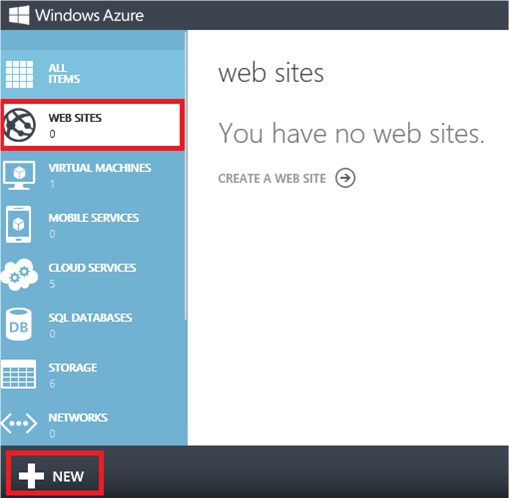 Windows Azure
ALL
ITEMS
WEB SITES
0
VIRTUAL MACHINES
1
MOBILE SERVICES
0
CLOUD SERVICES
5
SQL DATABASES
0
DB
STORAGE
6
NETWORKS
0
web sites
You have no web sites.
CREATE A WEB SITE
NEW